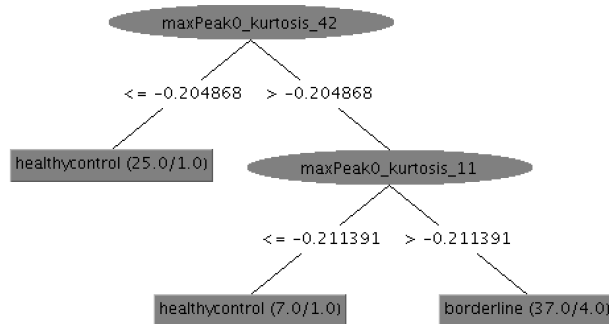 maxPeak0_kurtosis_42
<= -0.204868 > -0.204868
healthycontrol (25.0/1.0)
maxPeak0_kurtosis_11
<= -0.211391 > -0.211391
healthycontrol (7.0/1.0)
borderline (37.0/4.0)